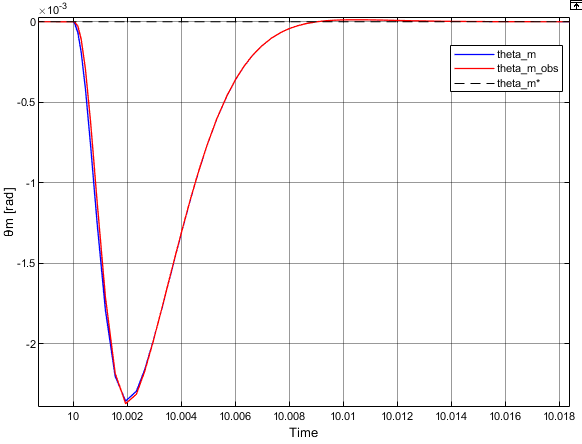 ×10⁻³
0
-0.5
-1
-1.5
-2
θm [rad]
theta_m
theta_m_obs
theta_m*
10 10.002 10.004 10.006 10.008 10.01 10.012 10.014 10.016 10.018
Time